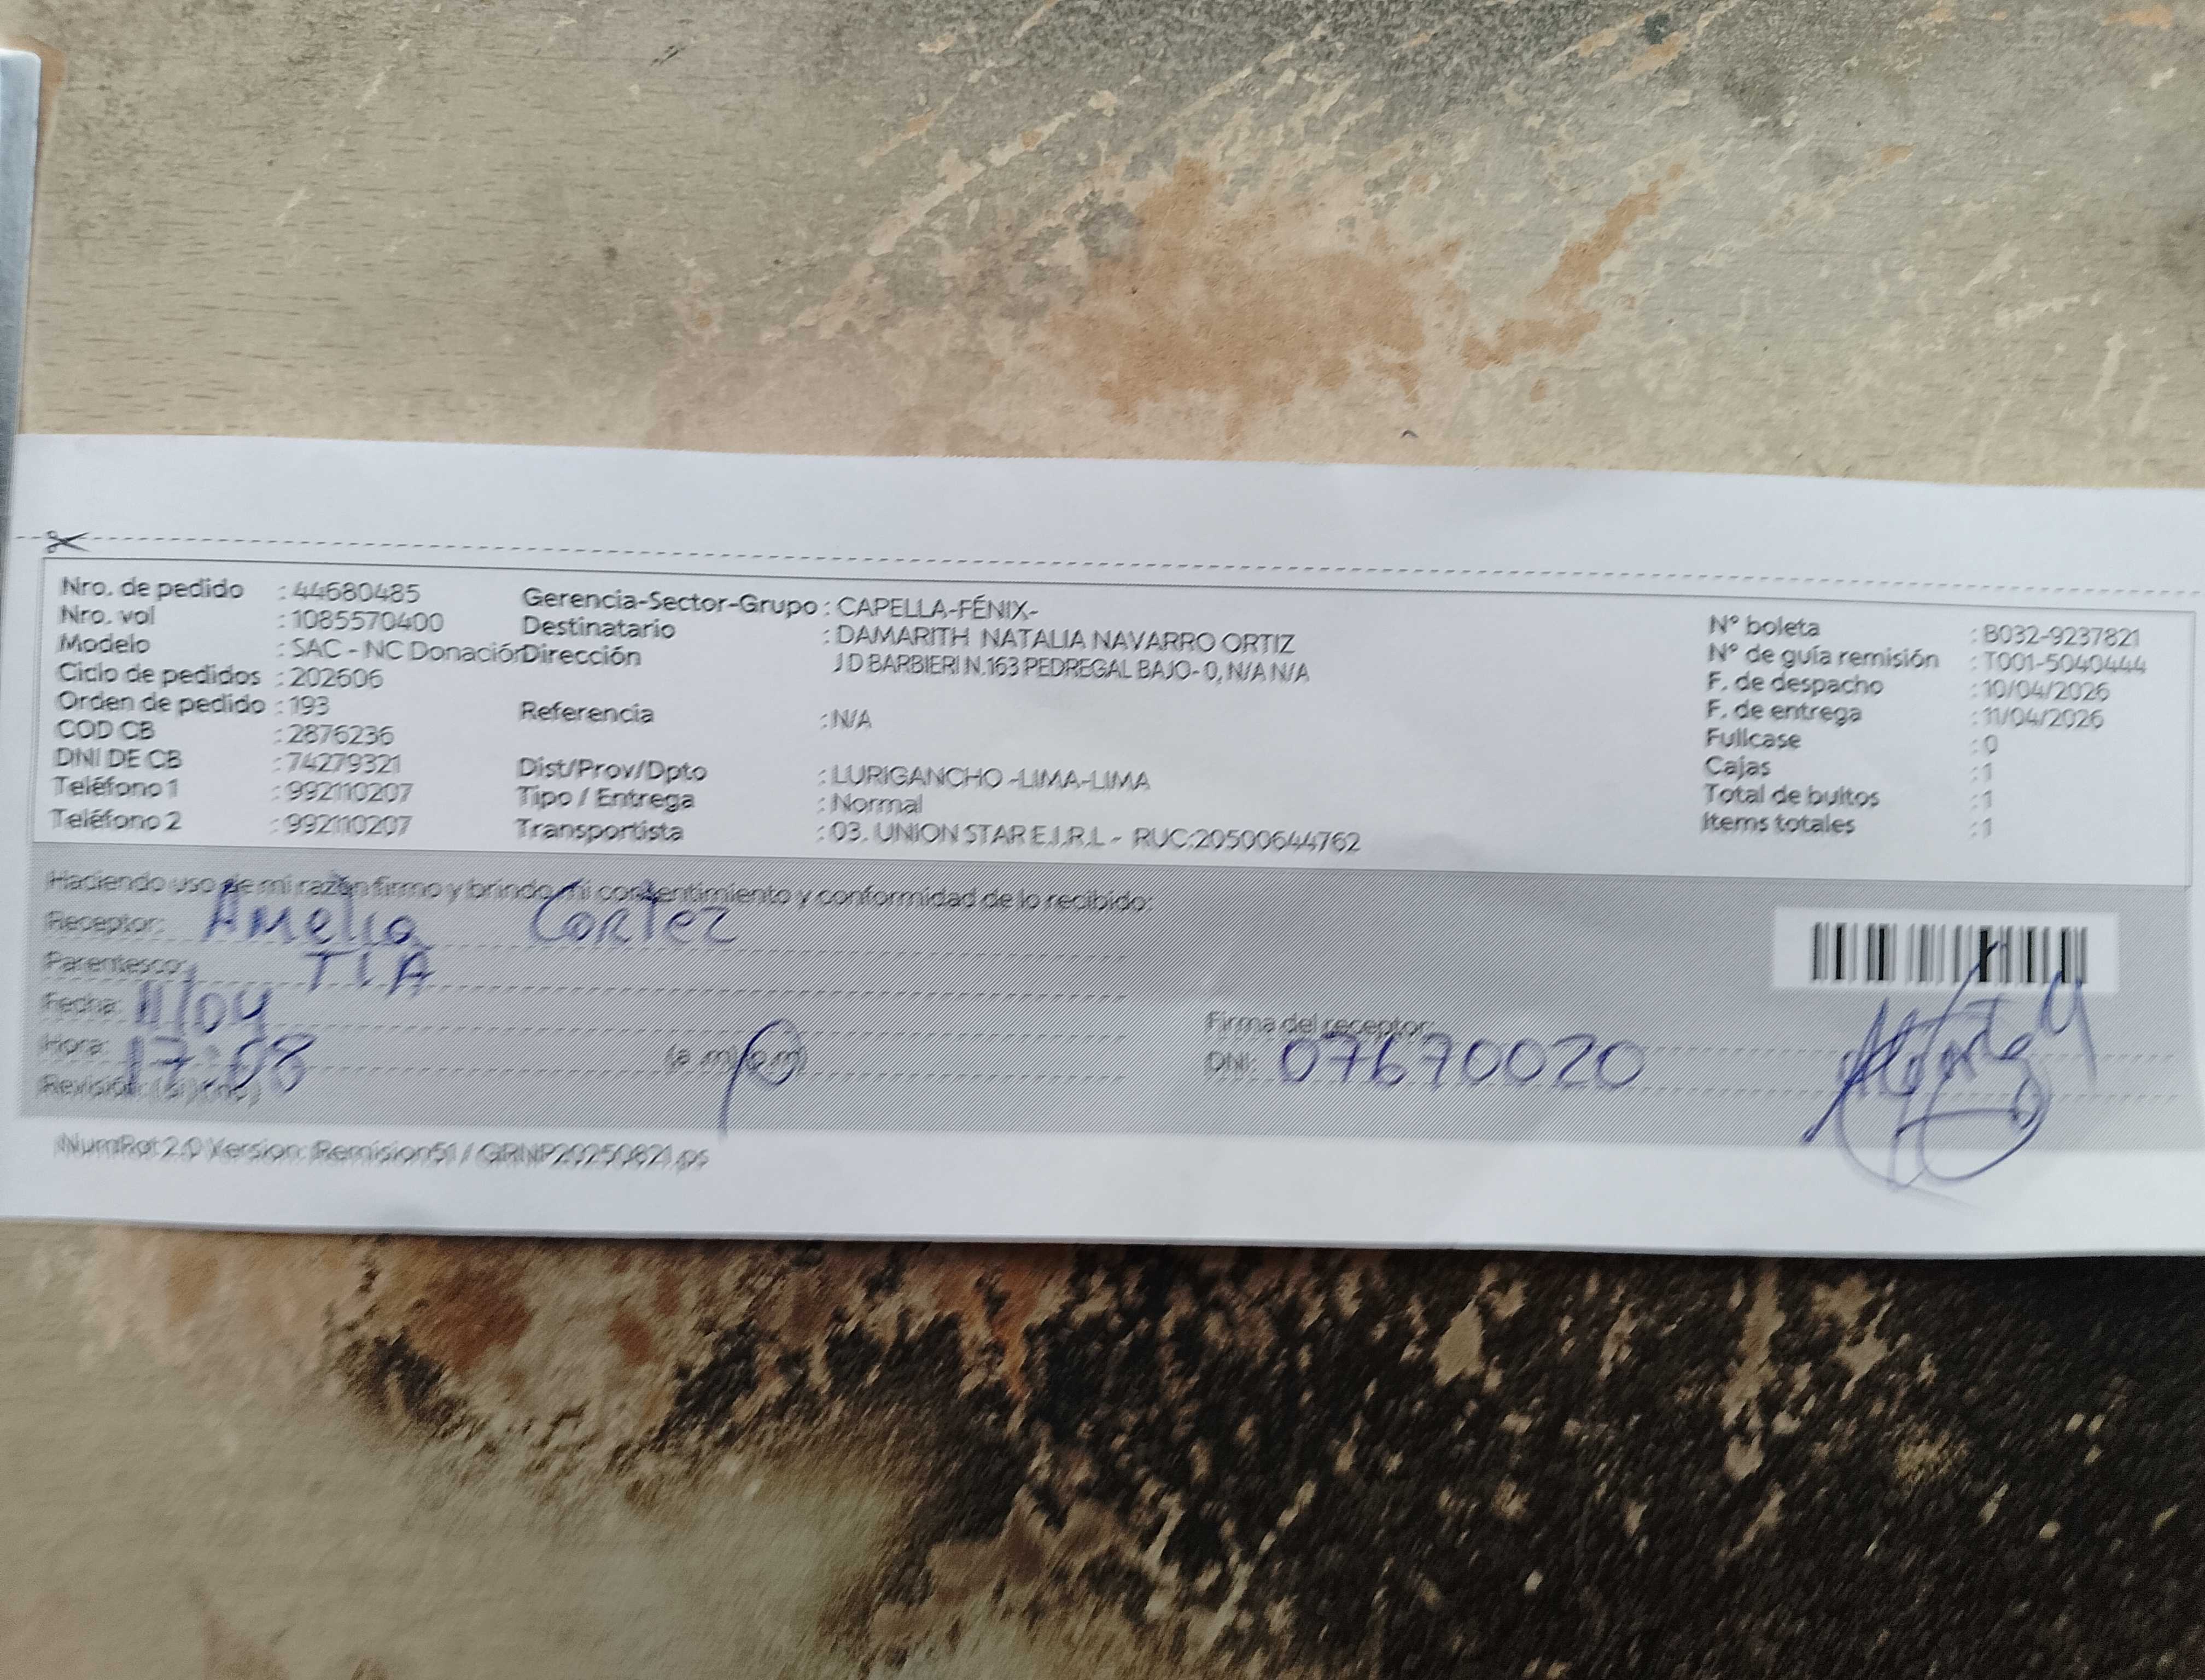 Nro. de pedido : 44680485
Nro. vol : 1085570400
Modelo : SAC - NC Donación
Ciclo de pedidos : 202606
Orden de pedido : 193
COD CB : 2876236
DNI DE CB : 74279321
Teléfono 1 : 992110207
Teléfono 2 : 992110207
Gerencia-Sector-Grupo : CAPELLA-FÉNIX-
Destinatario : DAMARITH NATALIA NAVARRO ORTIZ
Dirección J D BARBIERI N.163 PEDREGAL BAJO- 0, N/A N/A
Referencia : N/A
Dist/Prov/Dpto : LURIGANCHO -LIMA-LIMA
Tipo / Entrega : Normal
Transportista : 03. UNION STAR E.I.R.L - RUC:20500644762
N° boleta : B032-9237821
N° de guía remisión : T001-5040444
F. de despacho : 10/04/2026
F. de entrega : 11/04/2026
Fullcase : 0
Cajas : 1
Total de bultos : 1
Items totales : 1
Haciendo uso de mi razón firmo y brindo mi consentimiento y conformidad de lo recibido:
Receptor: Amelia Cortez
Parentesco: TIA
Fecha: 11/04
Hora: 17:08 (a.m) (p.m)
Revisión: (si) (no)
Firma del receptor:
DNI: 07670020
NumRot 2.0 Version: Remision51 / GRNP20250821.ps